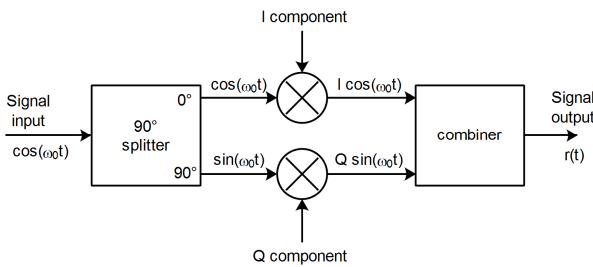 I component
cos(ω₀t)
I cos(ω₀t)
Signal
input
cos(ω₀t)
0°
90°
splitter
90°
combiner
Signal
output
r(t)
sin(ω₀t)
Q sin(ω₀t)
Q component